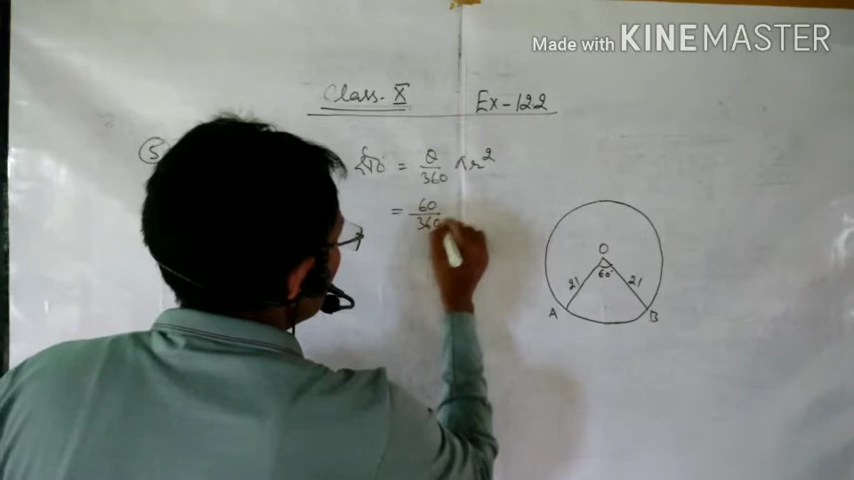 Made with KINEMASTER
Class-X Ex-12.2
5
= θ/360 πr²
= 60/360
O
60°
21 21
A B